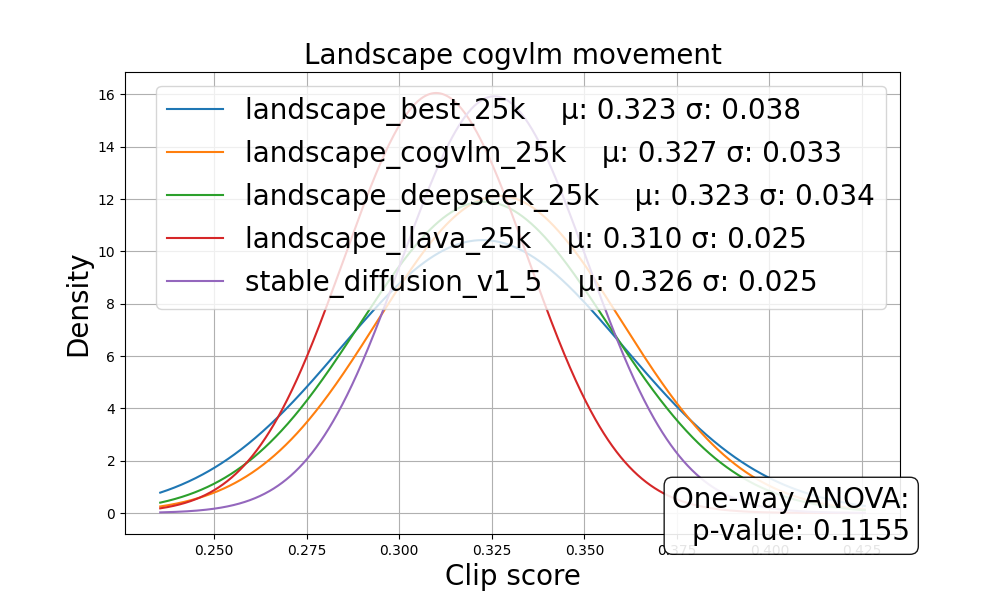 Landscape cogvlm movement
landscape_best_25k μ: 0.323 σ: 0.038
landscape_cogvlm_25k μ: 0.327 σ: 0.033
landscape_deepseek_25k μ: 0.323 σ: 0.034
landscape_llava_25k μ: 0.310 σ: 0.025
stable_diffusion_v1_5 μ: 0.326 σ: 0.025
Density
16
14
12
10
8
6
4
2
0
One-way ANOVA:
p-value: 0.1155
0.250 0.275 0.300 0.325 0.350 0.375 0.400 0.425
Clip score